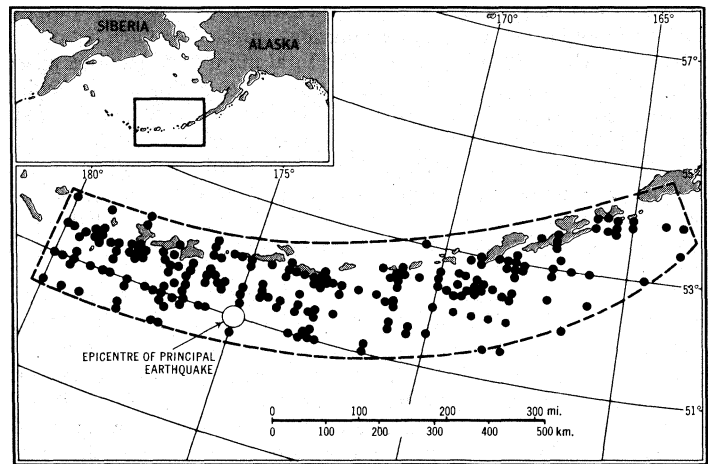 SIBERIA
ALASKA
170°
165°
57°
55°
180°
175°
53°
EPICENTRE OF PRINCIPAL
EARTHQUAKE
51°
0 100 200 300 mi.
0 100 200 300 400 500 km.